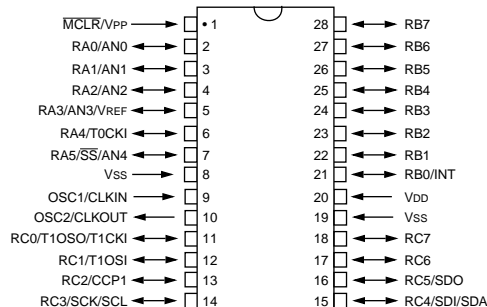 MCLR/VPP • 1 28 RB7
RA0/AN0 2 27 RB6
RA1/AN1 3 26 RB5
RA2/AN2 4 25 RB4
RA3/AN3/VREF 5 24 RB3
RA4/T0CKI 6 23 RB2
RA5/SS/AN4 7 22 RB1
VSS 8 21 RB0/INT
OSC1/CLKIN 9 20 VDD
OSC2/CLKOUT 10 19 VSS
RC0/T1OSO/T1CKI 11 18 RC7
RC1/T1OSI 12 17 RC6
RC2/CCP1 13 16 RC5/SDO
RC3/SCK/SCL 14 15 RC4/SDI/SDA